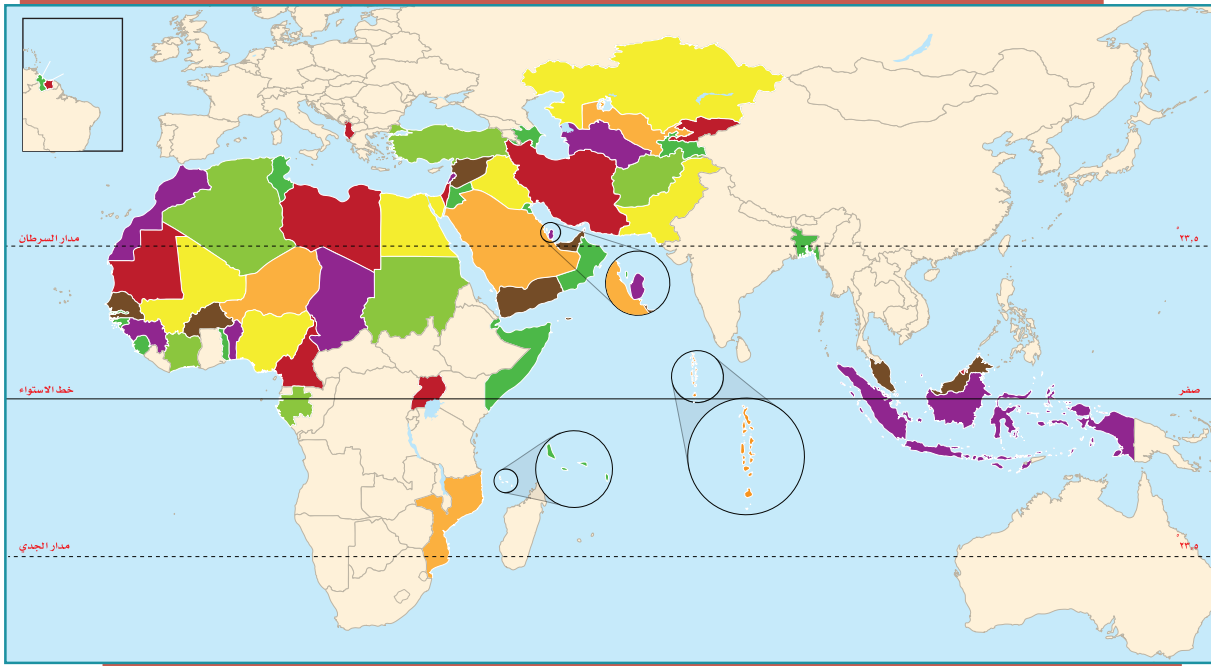 مدار السرطان
٢٣,٥°
خط الاستواء
صفر
مدار الجدي
٢٣,٥°